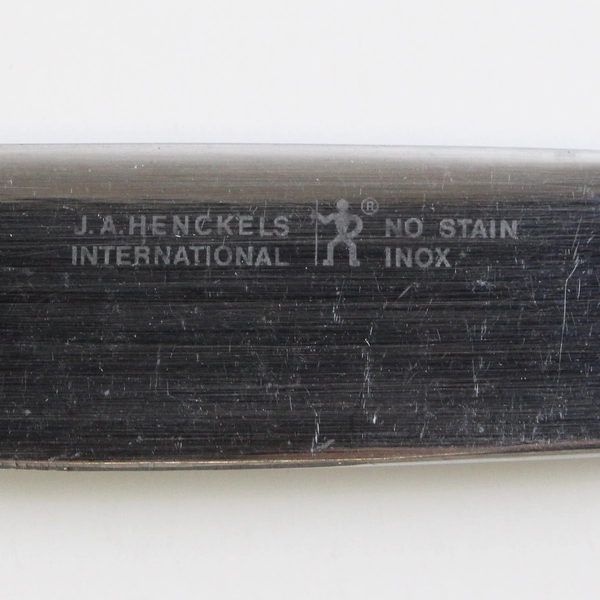 J.A.HENCKELS ® NO STAIN
INTERNATIONAL INOX